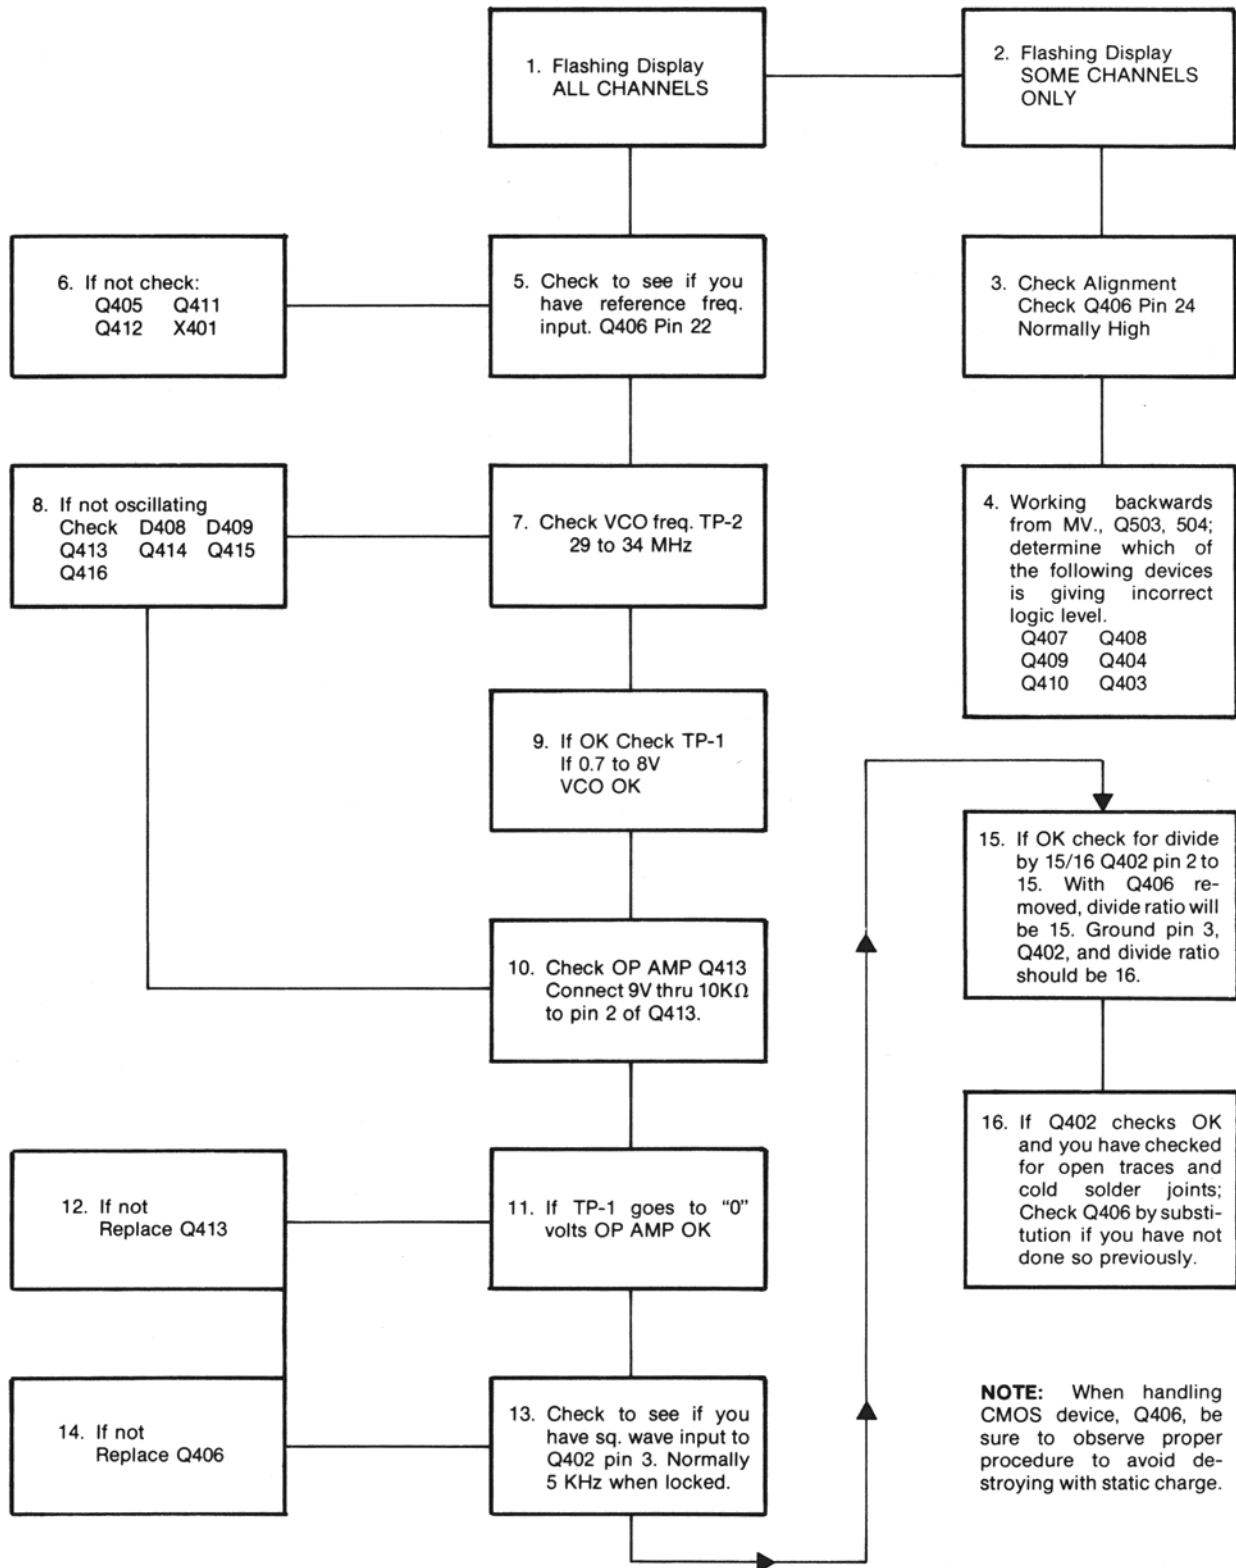 1. Flashing Display
ALL CHANNELS
2. Flashing Display
SOME CHANNELS
ONLY
3. Check Alignment
Check Q406 Pin 24
Normally High
4. Working backwards
from MV., Q503, 504;
determine which of
the following devices
is giving incorrect
logic level.
Q407 Q408
Q409 Q404
Q410 Q403
5. Check to see if you
have reference freq.
input. Q406 Pin 22
6. If not check:
Q405 Q411
Q412 X401
7. Check VCO freq. TP-2
29 to 34 MHz
8. If not oscillating
Check D408 D409
Q413 Q414 Q415
Q416
9. If OK Check TP-1
If 0.7 to 8V
VCO OK
10. Check OP AMP Q413
Connect 9V thru 10KΩ
to pin 2 of Q413.
11. If TP-1 goes to “0”
volts OP AMP OK
12. If not
Replace Q413
13. Check to see if you
have sq. wave input to
Q402 pin 3. Normally
5 KHz when locked.
14. If not
Replace Q406
15. If OK check for divide
by 15/16 Q402 pin 2 to
15. With Q406 re-
moved, divide ratio will
be 15. Ground pin 3,
Q402, and divide ratio
should be 16.
16. If Q402 checks OK
and you have checked
for open traces and
cold solder joints;
Check Q406 by substi-
tution if you have not
done so previously.
NOTE: When handling
CMOS device, Q406, be
sure to observe proper
procedure to avoid de-
stroying with static charge.